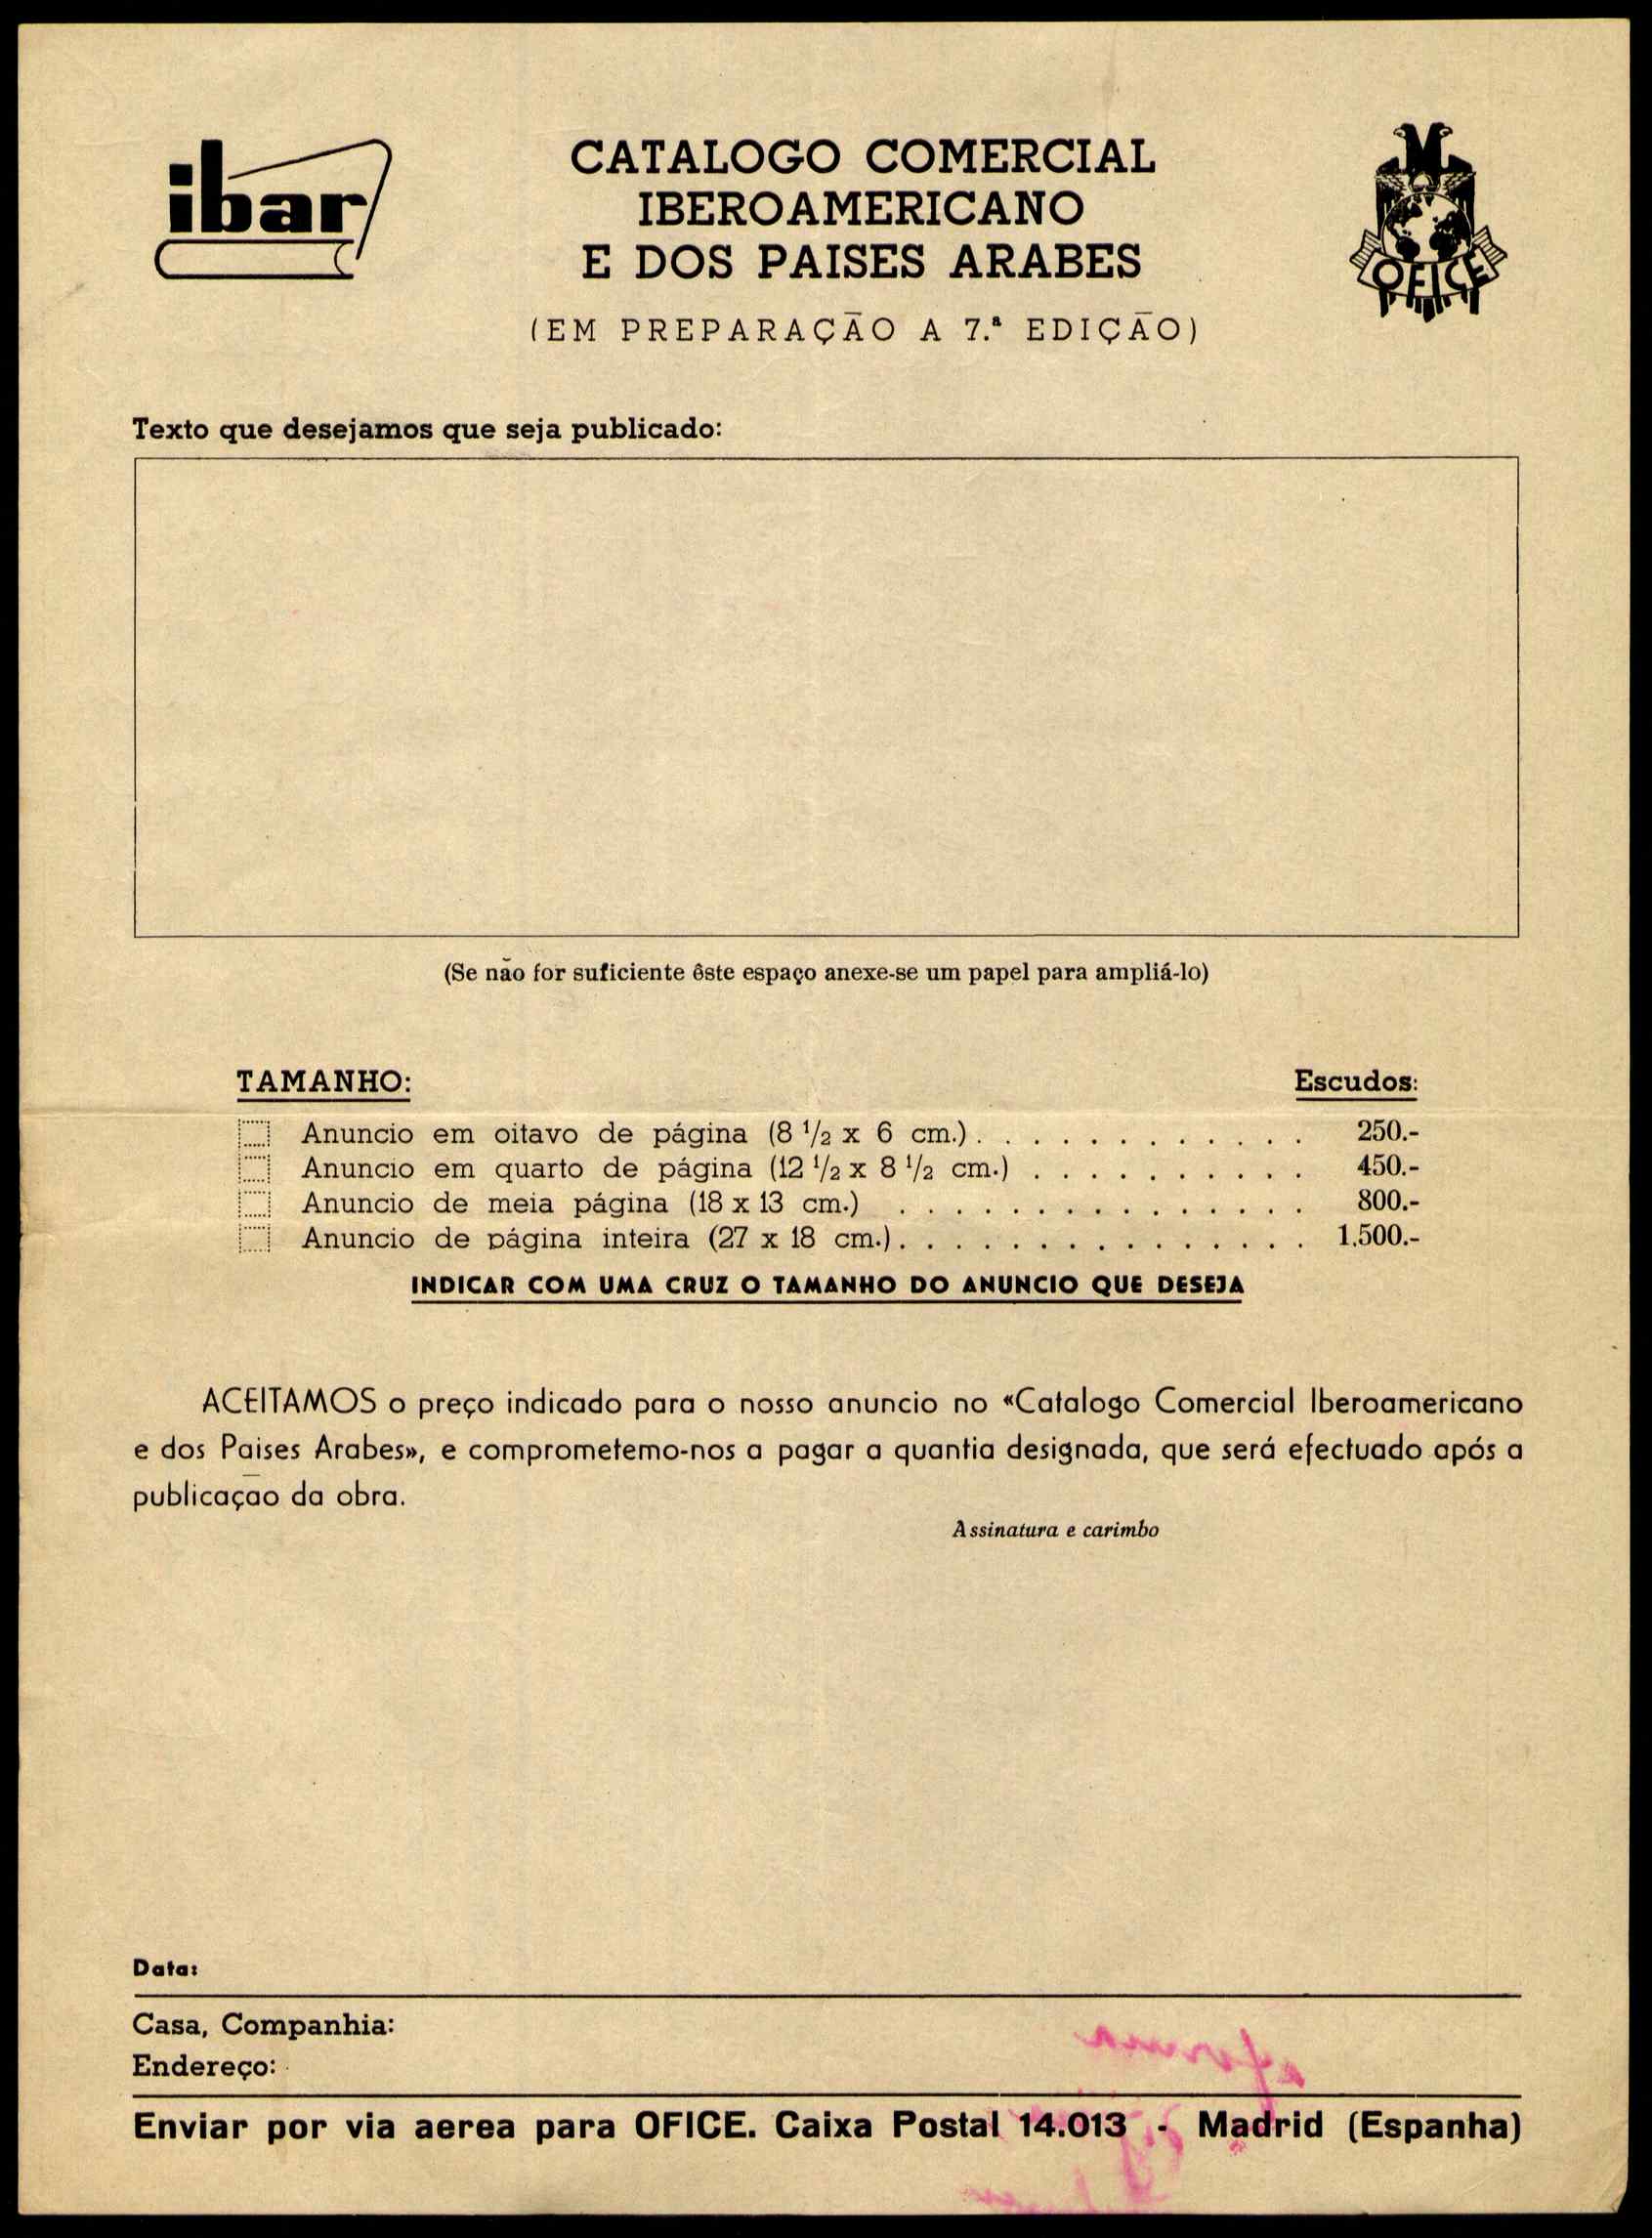 ibar
CATALOGO COMERCIAL
IBEROAMERICANO
E DOS PAISES ARABES
(EM PREPARAÇÃO A 7.ª EDIÇÃO)
OFICE
Texto que desejamos que seja publicado:
(Se não for suficiente êste espaço anexe-se um papel para ampliá-lo)
TAMANHO: Escudos:
Anuncio em oitavo de página (8 1/2 x 6 cm.) . . . . . . . . . . . . 250.-
Anuncio em quarto de página (12 1/2 x 8 1/2 cm.) . . . . . . . . . . 450.-
Anuncio de meia página (18 x 13 cm.) . . . . . . . . . . . . . . . 800.-
Anuncio de página inteira (27 x 18 cm.) . . . . . . . . . . . . . . . 1.500.-
INDICAR COM UMA CRUZ O TAMANHO DO ANUNCIO QUE DESEJA
ACEITAMOS o preço indicado para o nosso anuncio no «Catalogo Comercial Iberoamericano
e dos Paises Arabes», e comprometemo-nos a pagar a quantia designada, que será efectuado após a
publicação da obra.
Assinatura e carimbo
Data:
Casa, Companhia:
Endereço:
Enviar por via aerea para OFICE. Caixa Postal 14.013 - Madrid (Espanha)